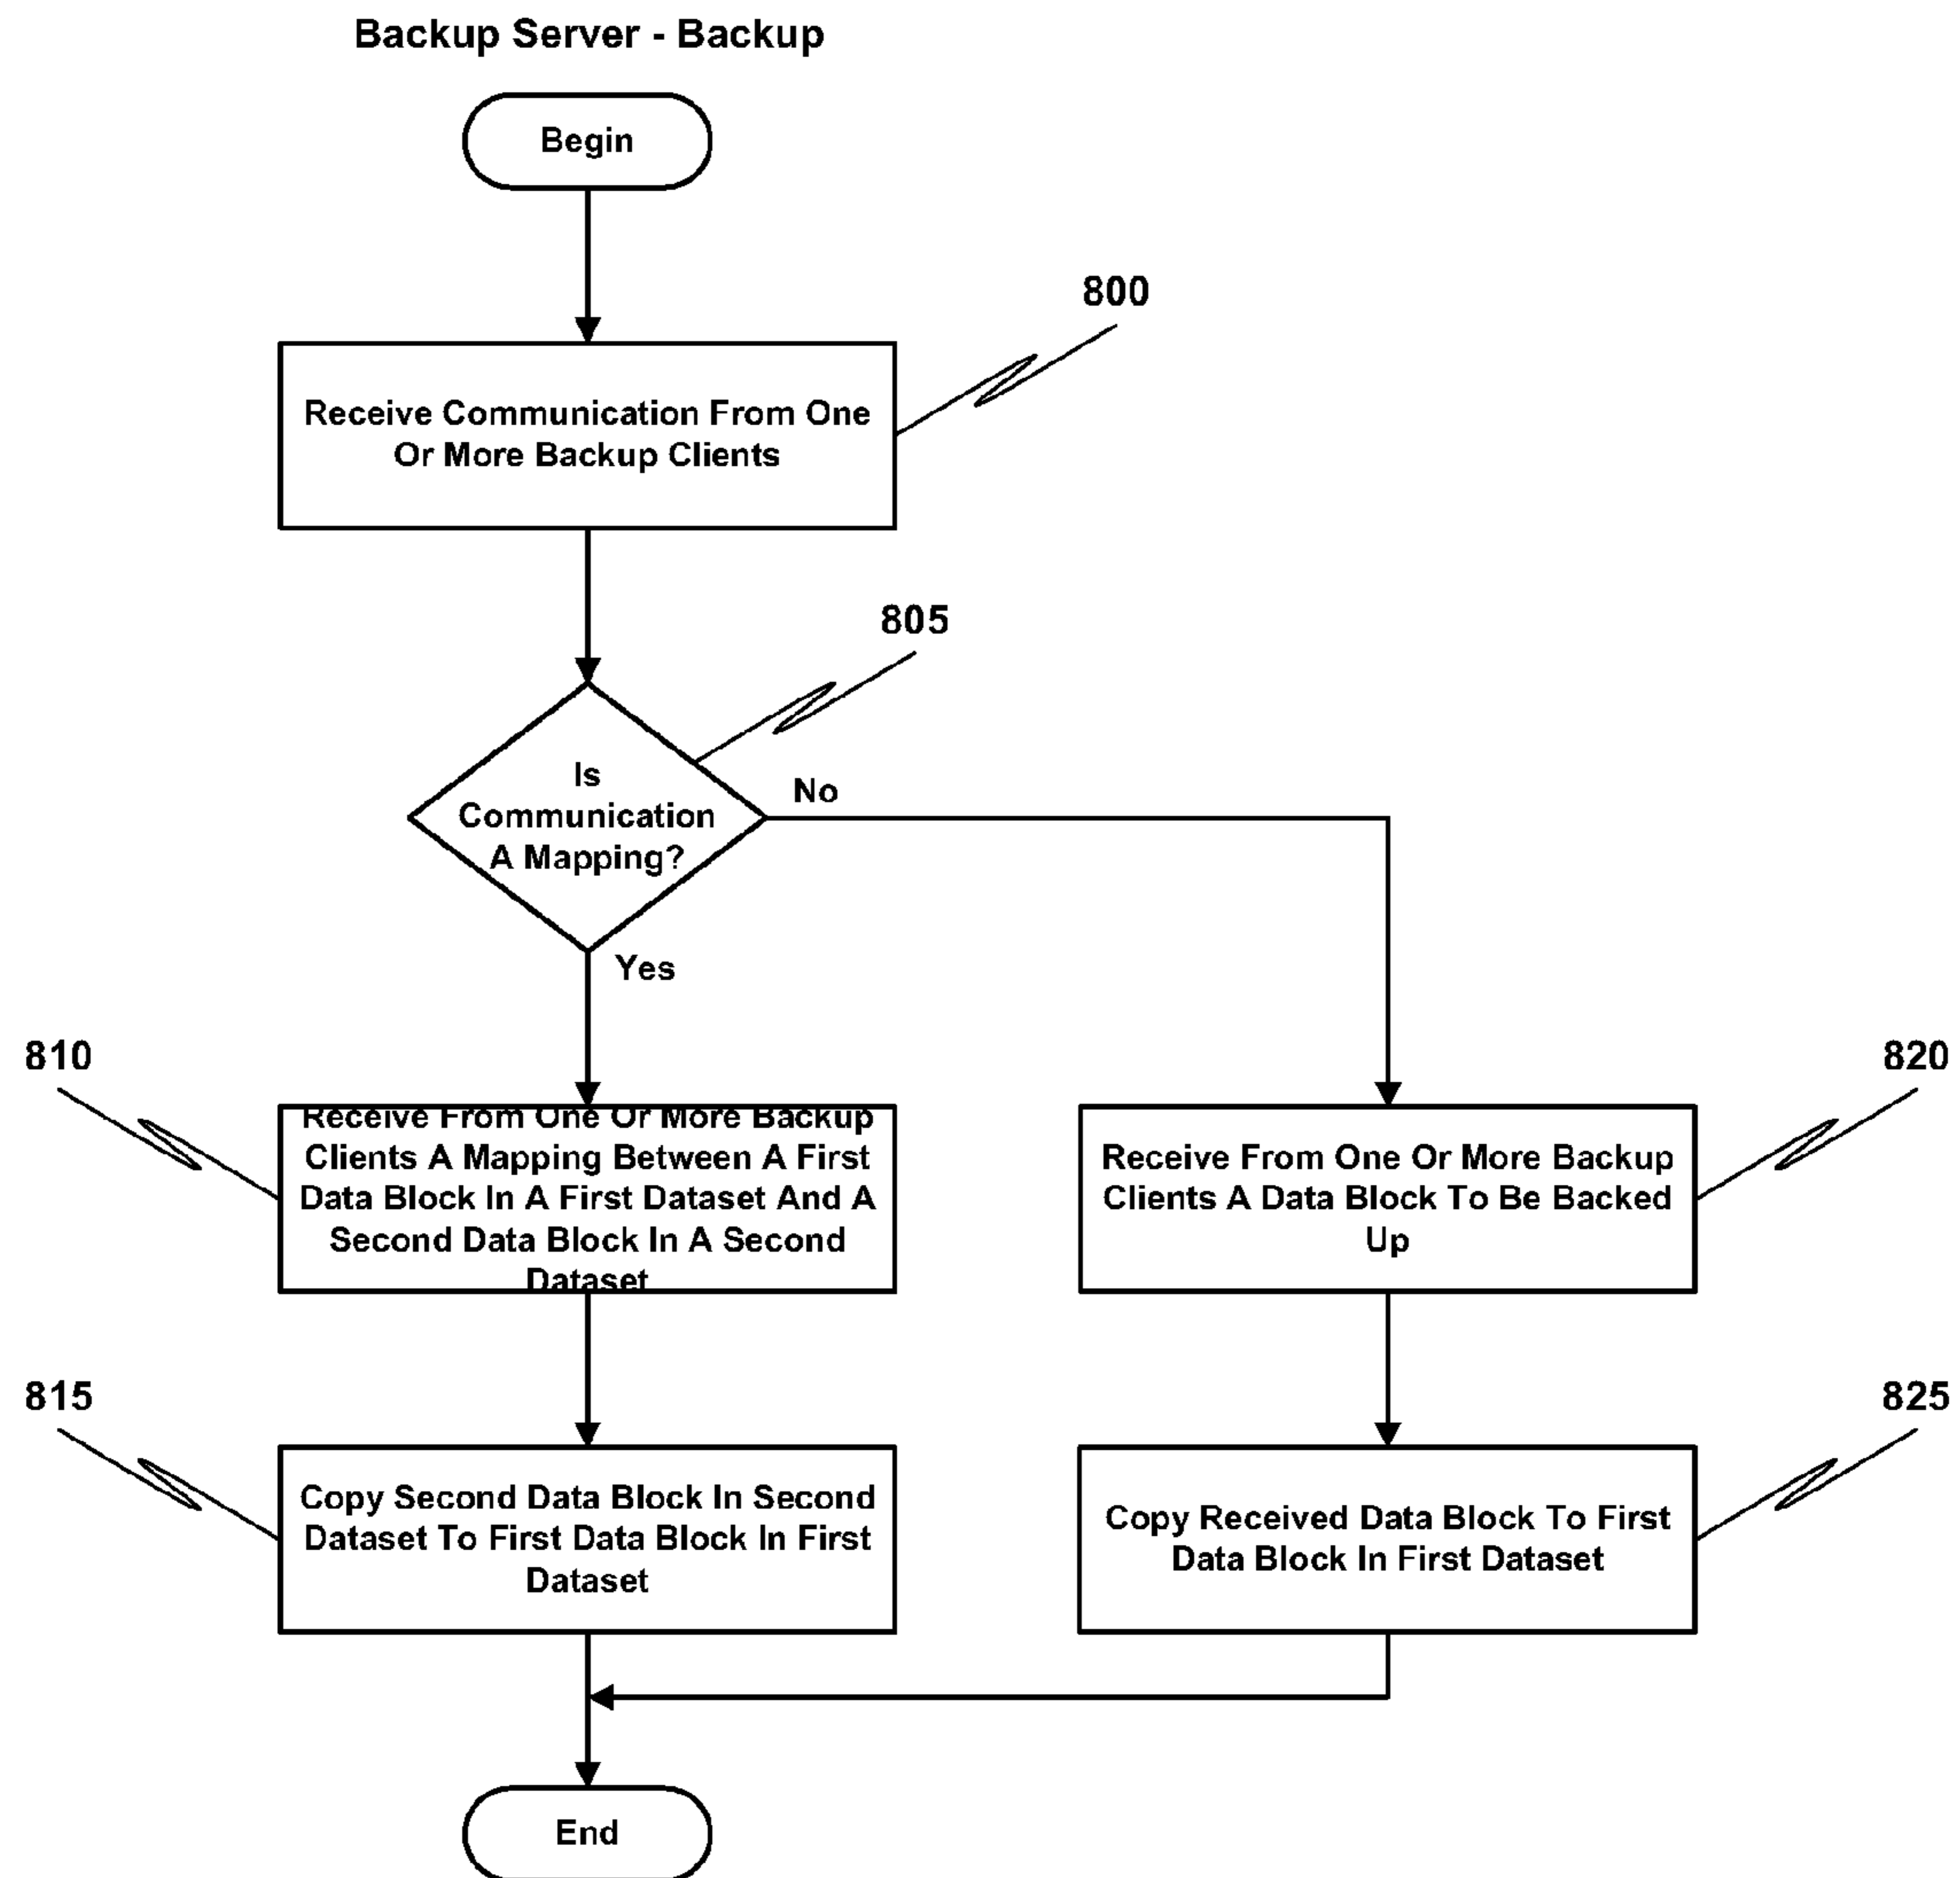 Backup Server - Backup
Begin
800
Receive Communication From One
Or More Backup Clients
805
Is
Communication
A Mapping?
No
Yes
810
Receive From One Or More Backup
Clients A Mapping Between A First
Data Block In A First Dataset And A
Second Data Block In A Second
Dataset
820
Receive From One Or More Backup
Clients A Data Block To Be Backed
Up
815
Copy Second Data Block In Second
Dataset To First Data Block In First
Dataset
825
Copy Received Data Block To First
Data Block In First Dataset
End